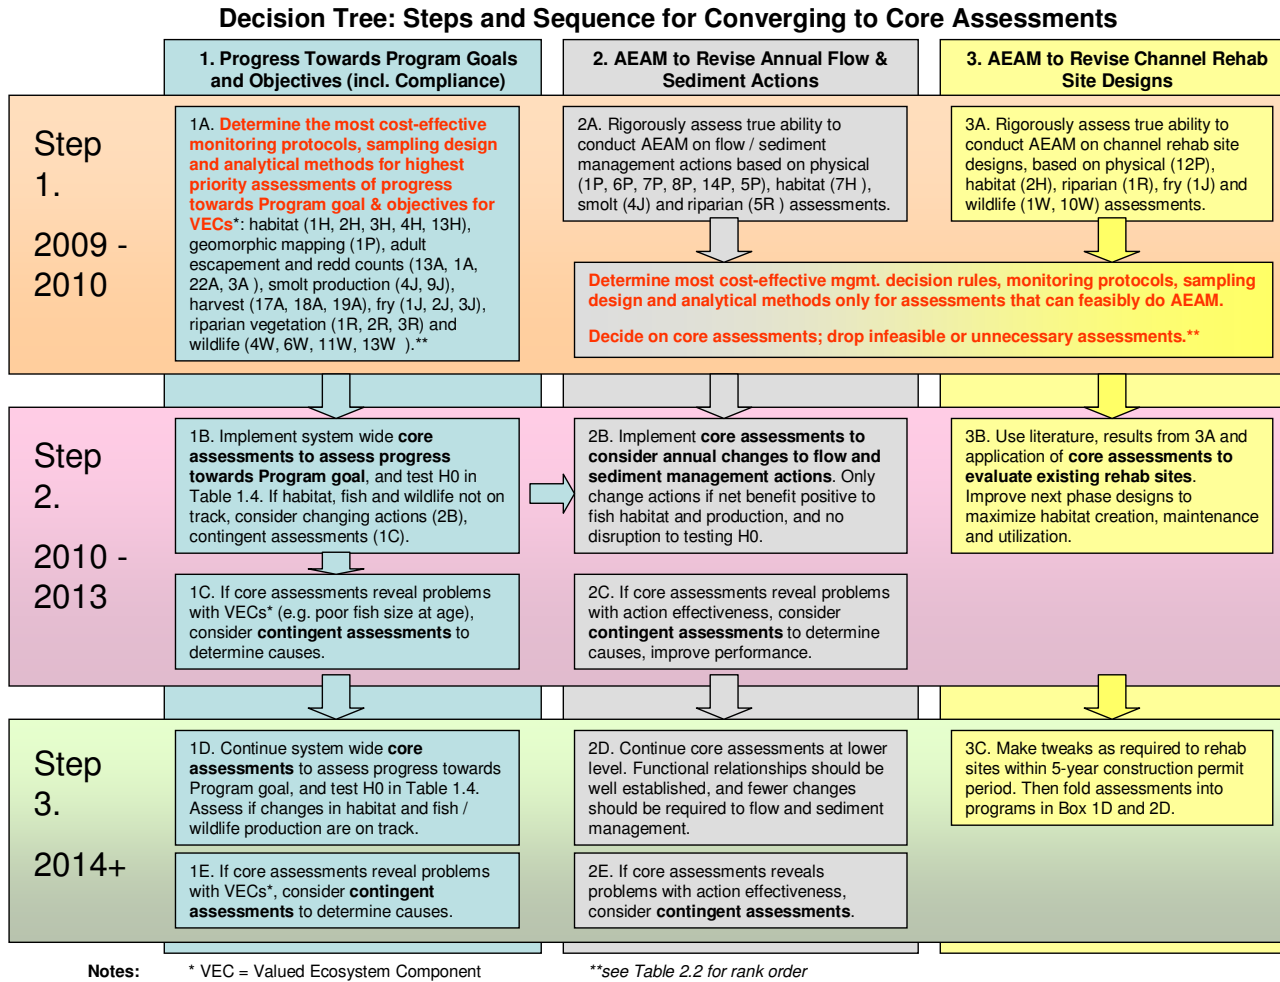 Decision Tree: Steps and Sequence for Converging to Core Assessments
1. Progress Towards Program Goals
and Objectives (incl. Compliance)
2. AEAM to Revise Annual Flow &
Sediment Actions
3. AEAM to Revise Channel Rehab
Site Designs
Step
1.
2009 -
2010
1A. Determine the most cost-effective
monitoring protocols, sampling design
and analytical methods for highest
priority assessments of progress
towards Program goal & objectives for
VECs*: habitat (1H, 2H, 3H, 4H, 13H),
geomorphic mapping (1P), adult
escapement and redd counts (13A, 1A,
22A, 3A ), smolt production (4J, 9J),
harvest (17A, 18A, 19A), fry (1J, 2J, 3J),
riparian vegetation (1R, 2R, 3R) and
wildlife (4W, 6W, 11W, 13W ).**
2A. Rigorously assess true ability to
conduct AEAM on flow / sediment
management actions based on physical
(1P, 6P, 7P, 8P, 14P, 5P), habitat (7H ),
smolt (4J) and riparian (5R ) assessments.
3A. Rigorously assess true ability to
conduct AEAM on channel rehab site
designs, based on physical (12P),
habitat (2H), riparian (1R), fry (1J) and
wildlife (1W, 10W) assessments.
Determine most cost-effective mgmt. decision rules, monitoring protocols, sampling
design and analytical methods only for assessments that can feasibly do AEAM.
Decide on core assessments; drop infeasible or unnecessary assessments.**
Step
2.
2010 -
2013
1B. Implement system wide core
assessments to assess progress
towards Program goal, and test H0 in
Table 1.4. If habitat, fish and wildlife not on
track, consider changing actions (2B),
contingent assessments (1C).
2B. Implement core assessments to
consider annual changes to flow and
sediment management actions. Only
change actions if net benefit positive to
fish habitat and production, and no
disruption to testing H0.
3B. Use literature, results from 3A and
application of core assessments to
evaluate existing rehab sites.
Improve next phase designs to
maximize habitat creation, maintenance
and utilization.
1C. If core assessments reveal problems
with VECs* (e.g. poor fish size at age),
consider contingent assessments to
determine causes.
2C. If core assessments reveal problems
with action effectiveness, consider
contingent assessments to determine
causes, improve performance.
Step
3.
2014+
1D. Continue system wide core
assessments to assess progress towards
Program goal, and test H0 in Table 1.4.
Assess if changes in habitat and fish /
wildlife production are on track.
2D. Continue core assessments at lower
level. Functional relationships should be
well established, and fewer changes
should be required to flow and sediment
management.
3C. Make tweaks as required to rehab
sites within 5-year construction permit
period. Then fold assessments into
programs in Box 1D and 2D.
1E. If core assessments reveal problems
with VECs*, consider contingent
assessments to determine causes.
2E. If core assessments reveals
problems with action effectiveness,
consider contingent assessments.
Notes: * VEC = Valued Ecosystem Component **see Table 2.2 for rank order